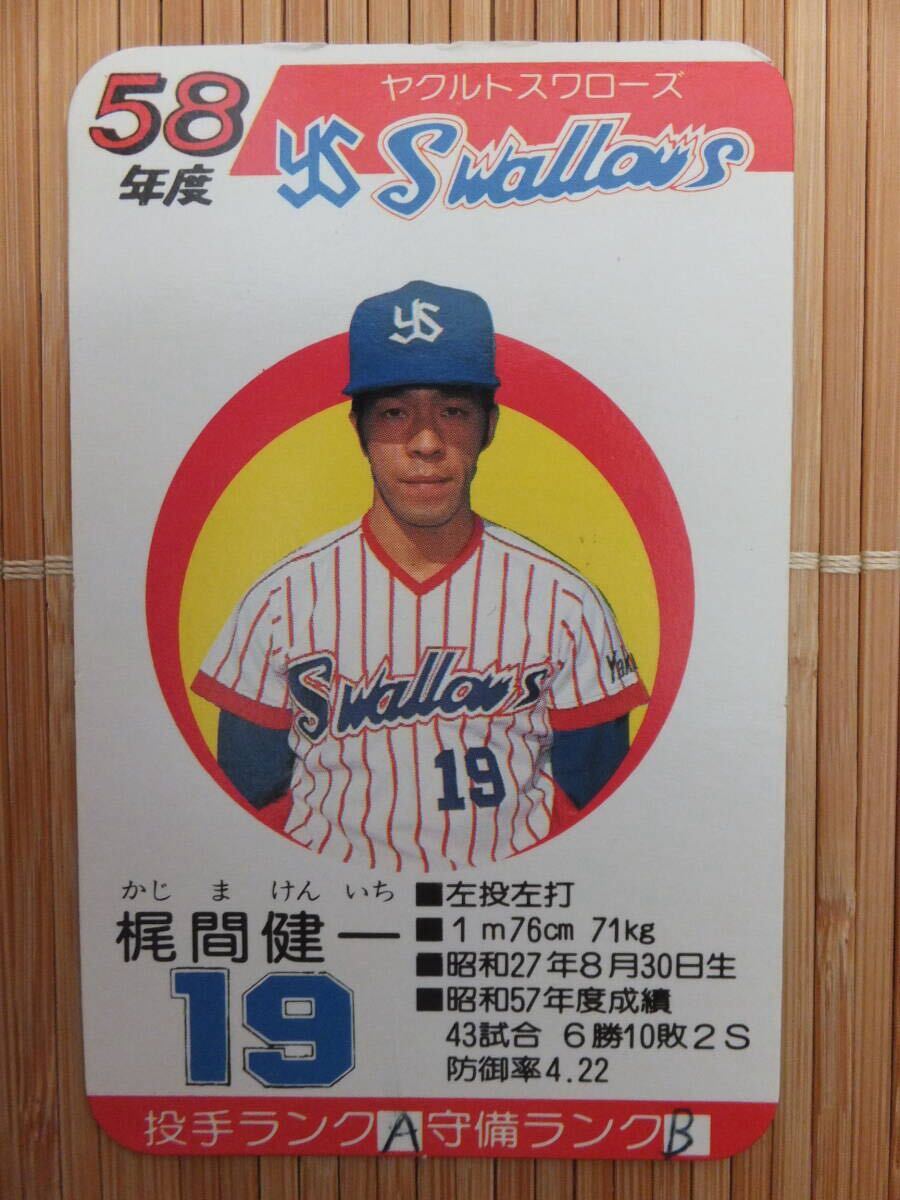 58
年度
ヤクルトスワローズ
YS Swallows
YS
Swallows
Yaku
19
かじ ま けん いち
梶間健一
19
■左投左打
■1m76cm 71kg
■昭和27年8月30日生
■昭和57年度成績
43試合 6勝10敗2S
防御率4.22
投手ランクA守備ランクB